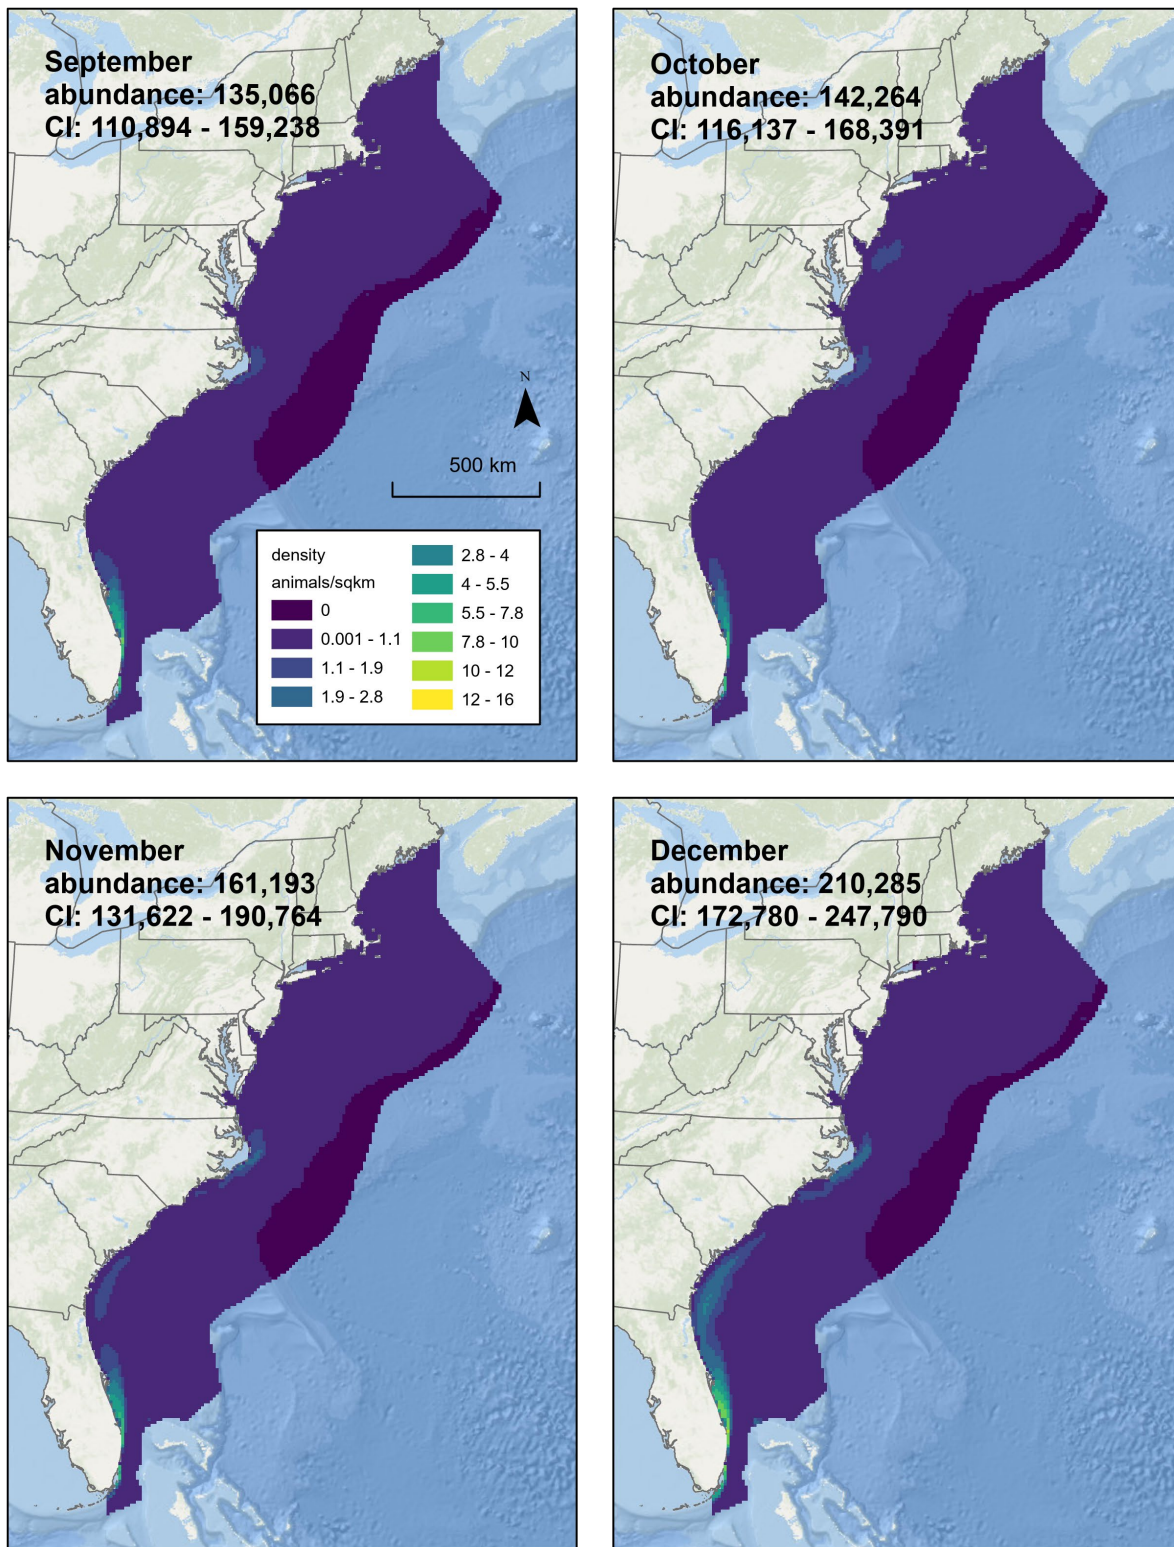 September
abundance: 135,066
CI: 110,894 - 159,238
N
500 km
density
animals/sqkm
0
0.001 - 1.1
1.1 - 1.9
1.9 - 2.8
2.8 - 4
4 - 5.5
5.5 - 7.8
7.8 - 10
10 - 12
12 - 16
October
abundance: 142,264
CI: 116,137 - 168,391
November
abundance: 161,193
CI: 131,622 - 190,764
December
abundance: 210,285
CI: 172,780 - 247,790